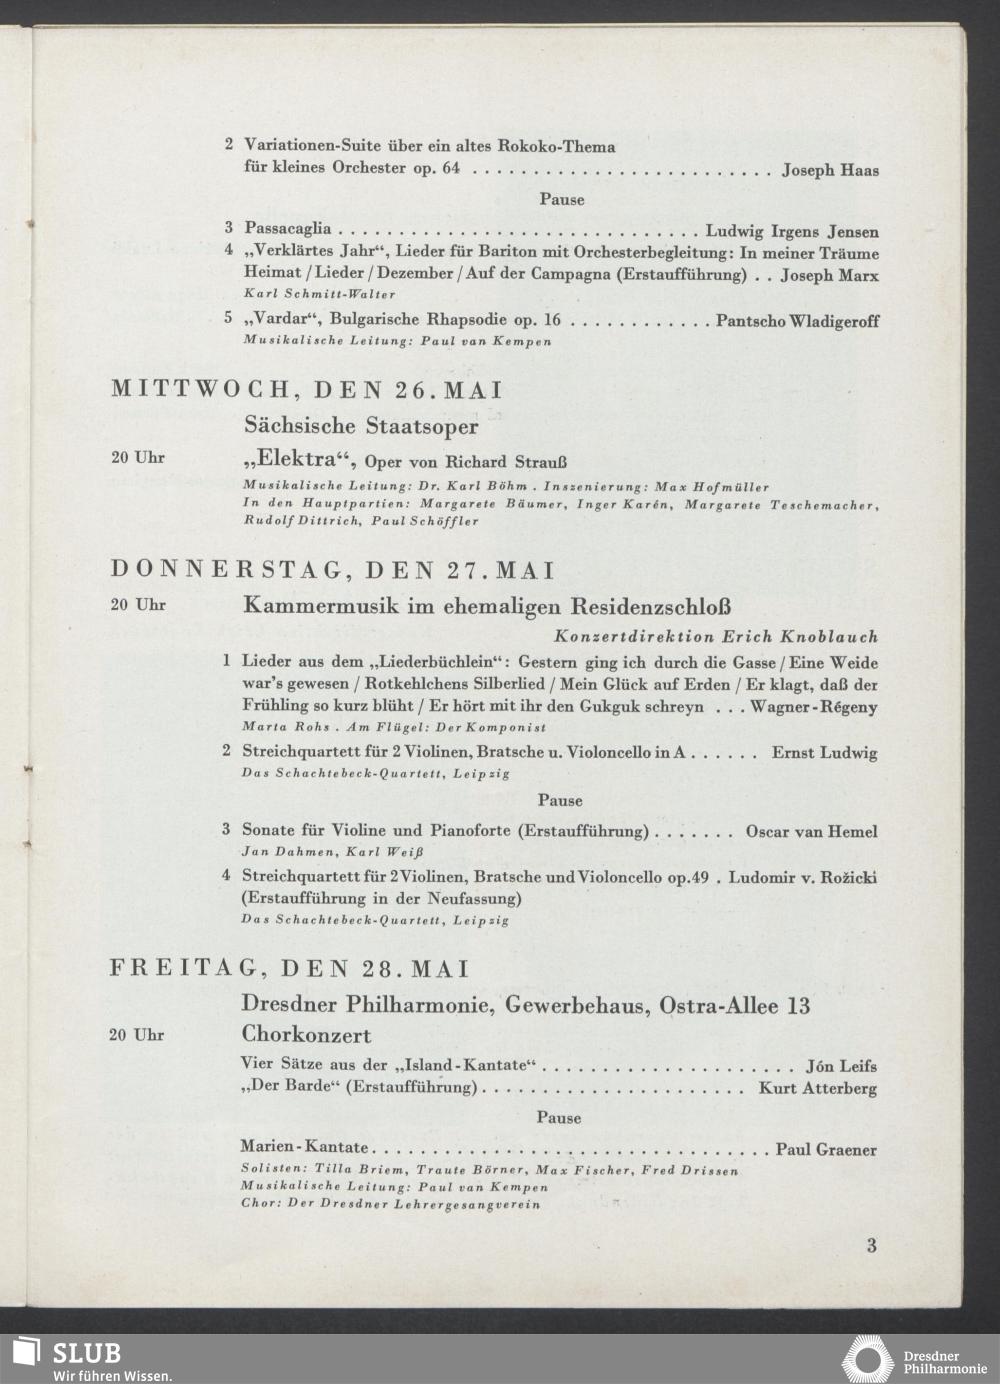 2 Variationen-Suite über ein altes Rokoko-Thema
für kleines Orchester op. 64 . . . . . . . . . . . . . . . . . . . . . . . . . Joseph Haas
Pause
3 Passacaglia . . . . . . . . . . . . . . . . . . . . . . . . . . . . . . Ludwig Irgens Jensen
4 „Verklärtes Jahr“, Lieder für Bariton mit Orchesterbegleitung: In meiner Träume
Heimat / Lieder / Dezember / Auf der Campagna (Erstaufführung) . . Joseph Marx
Karl Schmitt-Walter
5 „Vardar“, Bulgarische Rhapsodie op. 16 . . . . . . . . . . . . Pantscho Wladigeroff
Musikalische Leitung: Paul van Kempen
MITTWOCH, DEN 26. MAI
Sächsische Staatsoper
20 Uhr „Elektra“, Oper von Richard Strauß
Musikalische Leitung: Dr. Karl Böhm . Inszenierung: Max Hofmüller
In den Hauptpartien: Margarete Bäumer, Inger Karén, Margarete Teschemacher,
Rudolf Dittrich, Paul Schöffler
DONNERSTAG, DEN 27. MAI
20 Uhr Kammermusik im ehemaligen Residenzschloß
Konzertdirektion Erich Knoblauch
1 Lieder aus dem „Liederbüchlein“: Gestern ging ich durch die Gasse / Eine Weide
war's gewesen / Rotkehlchens Silberlied / Mein Glück auf Erden / Er klagt, daß der
Frühling so kurz blüht / Er hört mit ihr den Gukguk schreyn . . . Wagner-Régeny
Marta Rohs . Am Flügel: Der Komponist
2 Streichquartett für 2 Violinen, Bratsche u. Violoncello in A . . . . . . Ernst Ludwig
Das Schachtebeck-Quartett, Leipzig
Pause
3 Sonate für Violine und Pianoforte (Erstaufführung) . . . . . . . Oscar van Hemel
Jan Dahmen, Karl Weiß
4 Streichquartett für 2 Violinen, Bratsche und Violoncello op. 49 . Ludomir v. Rožicki
(Erstaufführung in der Neufassung)
Das Schachtebeck-Quartett, Leipzig
FREITAG, DEN 28. MAI
Dresdner Philharmonie, Gewerbehaus, Ostra-Allee 13
20 Uhr Chorkonzert
Vier Sätze aus der „Island-Kantate“ . . . . . . . . . . . . . . . . . . . . . Jón Leifs
„Der Barde“ (Erstaufführung) . . . . . . . . . . . . . . . . . . . . . . Kurt Atterberg
Pause
Marien-Kantate . . . . . . . . . . . . . . . . . . . . . . . . . . . . . . . . . Paul Graener
Solisten: Tilla Briem, Traute Börner, Max Fischer, Fred Drissen
Musikalische Leitung: Paul van Kempen
Chor: Der Dresdner Lehrergesangverein
3
SLUB
Wir führen Wissen.
Dresdner
Philharmonie